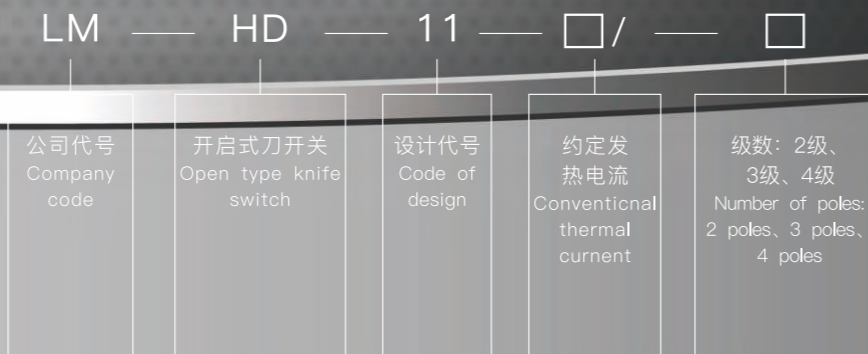 LM — HD — 11 — □/ — □
公司代号
Company
code
开启式刀开关
Open type knife
switch
设计代号
Code of
design
约定发
热电流
Conventicnal
thermal
curnent
级数：2级、
3级、4级
Number of poles:
2 poles、3 poles、
4 poles